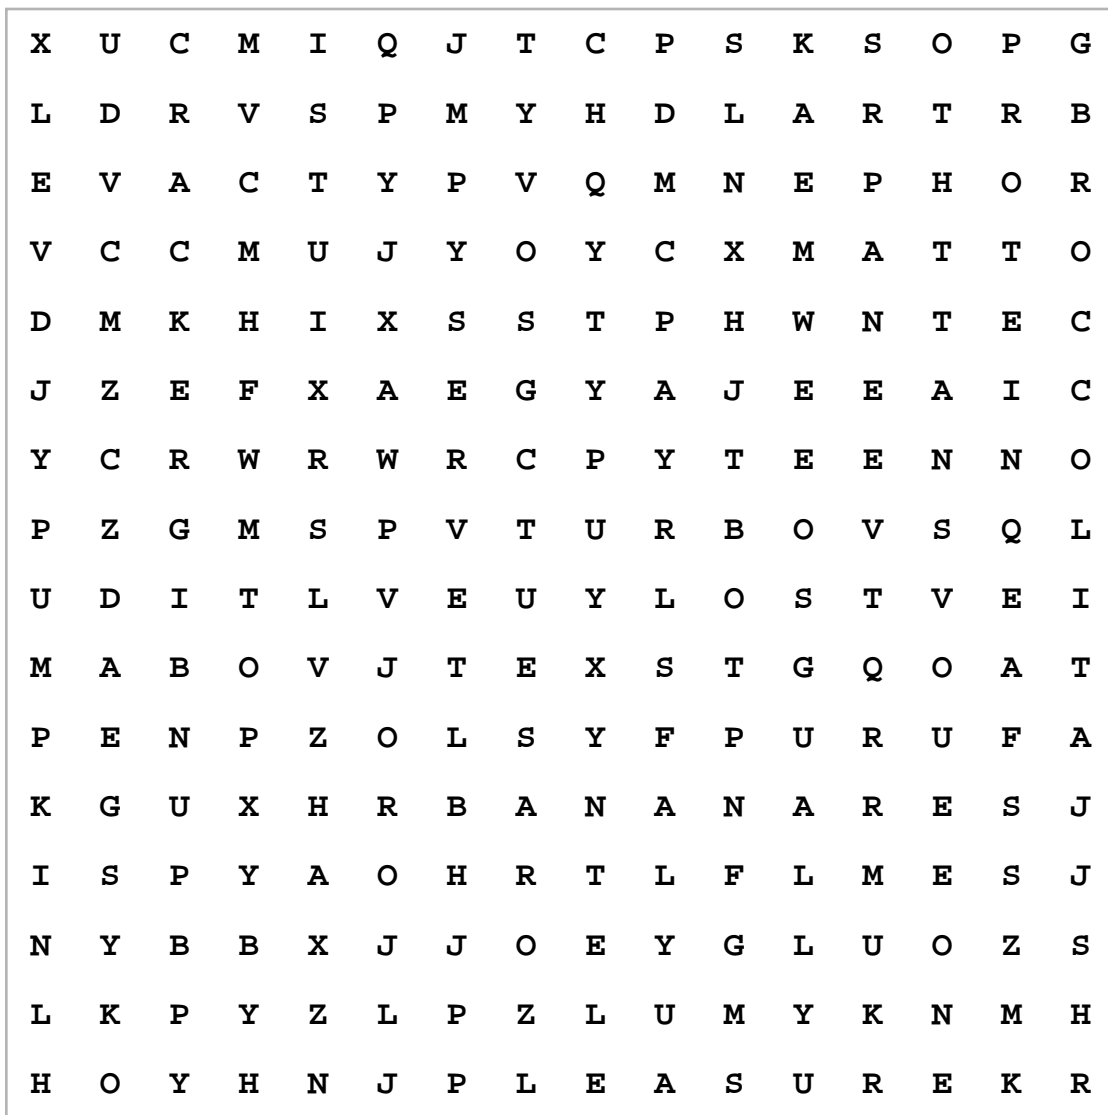 X U C M I Q J T C P S K S O P G
L D R V S P M Y H D L A R T R B
E V A C T Y P V Q M N E P H O R
V C C M U J Y O Y C X M A T T O
D M K H I X S S T P H W N T E C
J Z E F X A E G Y A J E E A I C
Y C R W R W R C P Y T E E N N O
P Z G M S P V T U R B O V S Q L
U D I T L V E U Y L O S T V E I
M A B O V J T E X S T G Q O A T
P E N P Z O L S Y F P U R U F A
K G U X H R B A N A N A R E S J
I S P Y A O H R T L F L M E S J
N Y B B X J J O E Y G L U O Z S
L K P Y Z L P Z L U M Y K N M H
H O Y H N J P L E A S U R E K R